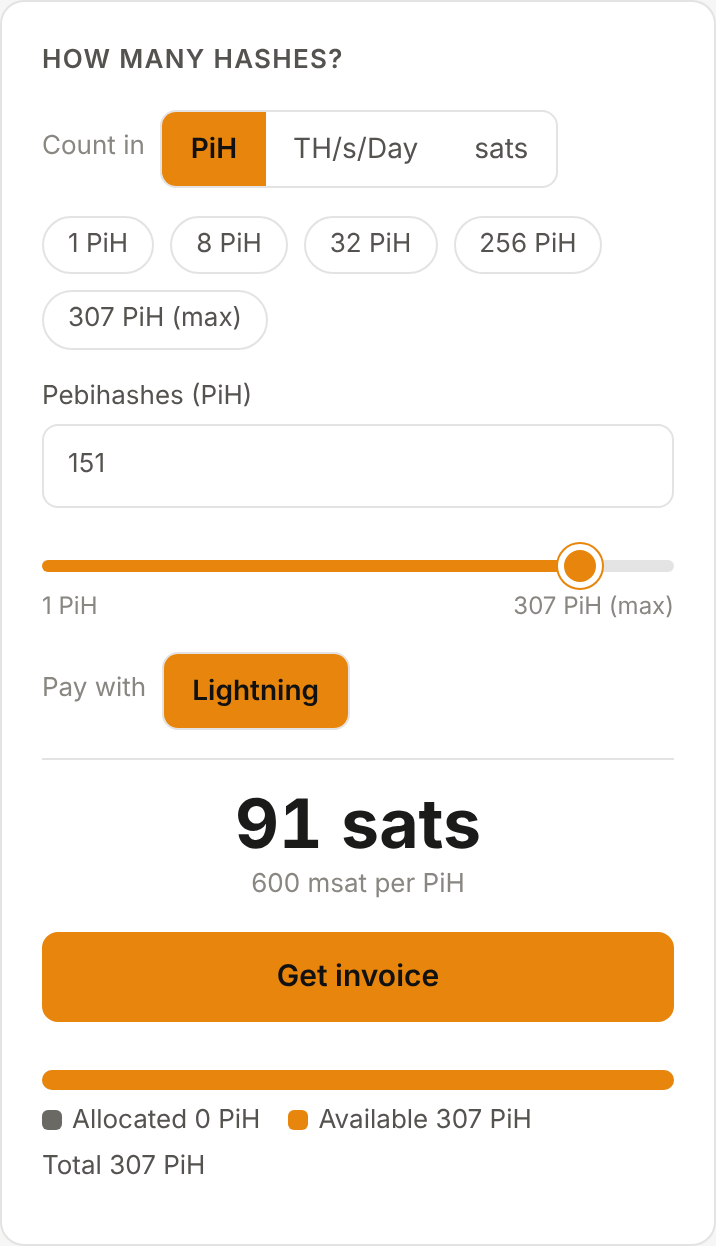 HOW MANY HASHES?
Count in PiH TH/s/Day sats
1 PiH 8 PiH 32 PiH 256 PiH
307 PiH (max)
Pebihashes (PiH)
151
1 PiH 307 PiH (max)
Pay with Lightning
91 sats
600 msat per PiH
Get invoice
Allocated 0 PiH Available 307 PiH
Total 307 PiH